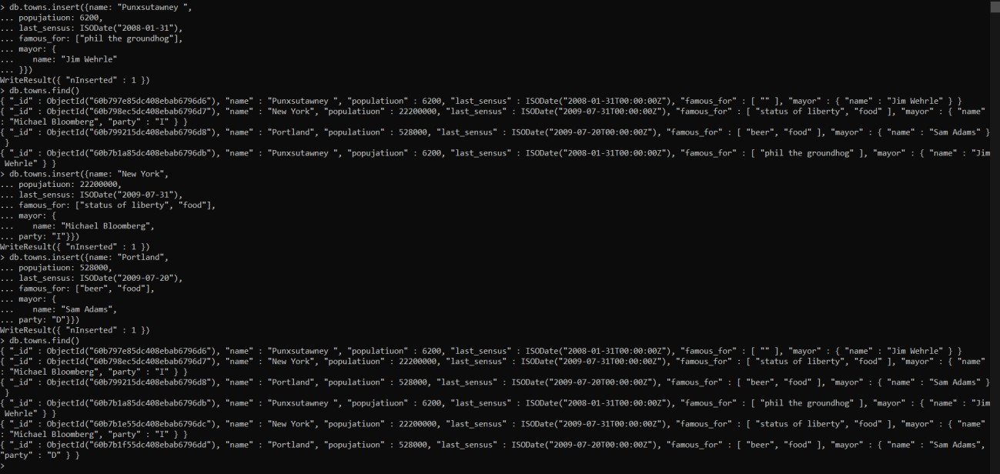 > db.towns.insert({name: "Punxsutawney ",
... popujatiuon: 6200,
... last_sensus: ISODate("2008-01-31"),
... famous_for: ["phil the groundhog"],
... mayor: {
...    name: "Jim Wehrle"
... }})
WriteResult({ "nInserted" : 1 })
> db.towns.find()
{ "_id" : ObjectId("60b797e85dc408ebab6796d6"), "name" : "Punxsutawney ", "populatiuon" : 6200, "last_sensus" : ISODate("2008-01-31T00:00:00Z"), "famous_for" : [ "" ], "mayor" : { "name" : "Jim Wehrle" } }
{ "_id" : ObjectId("60b798ec5dc408ebab6796d7"), "name" : "New York", "populatiuon" : 22200000, "last_sensus" : ISODate("2009-07-31T00:00:00Z"), "famous_for" : [ "status of liberty", "food" ], "mayor" : { "name"
: "Michael Bloomberg", "party" : "I" } }
{ "_id" : ObjectId("60b799215dc408ebab6796d8"), "name" : "Portland", "populatiuon" : 528000, "last_sensus" : ISODate("2009-07-20T00:00:00Z"), "famous_for" : [ "beer", "food" ], "mayor" : { "name" : "Sam Adams" }
}
{ "_id" : ObjectId("60b7b1a85dc408ebab6796db"), "name" : "Punxsutawney ", "populatiuon" : 6200, "last_sensus" : ISODate("2008-01-31T00:00:00Z"), "famous_for" : [ "phil the groundhog" ], "mayor" : { "name" : "Jim
Wehrle" } }
> db.towns.insert({name: "New York",
... popujatiuon: 22200000,
... last_sensus: ISODate("2009-07-31"),
... famous_for: ["status of liberty", "food"],
... mayor: {
...    name: "Michael Bloomberg",
... party: "I"}})
WriteResult({ "nInserted" : 1 })
> db.towns.insert({name: "Portland",
... popujatiuon: 528000,
... last_sensus: ISODate("2009-07-20"),
... famous_for: ["beer", "food"],
... mayor: {
...    name: "Sam Adams",
... party: "D"}})
WriteResult({ "nInserted" : 1 })
> db.towns.find()
{ "_id" : ObjectId("60b797e85dc408ebab6796d6"), "name" : "Punxsutawney ", "populatiuon" : 6200, "last_sensus" : ISODate("2008-01-31T00:00:00Z"), "famous_for" : [ "" ], "mayor" : { "name" : "Jim Wehrle" } }
{ "_id" : ObjectId("60b798ec5dc408ebab6796d7"), "name" : "New York", "populatiuon" : 22200000, "last_sensus" : ISODate("2009-07-31T00:00:00Z"), "famous_for" : [ "status of liberty", "food" ], "mayor" : { "name"
: "Michael Bloomberg", "party" : "I" } }
{ "_id" : ObjectId("60b799215dc408ebab6796d8"), "name" : "Portland", "populatiuon" : 528000, "last_sensus" : ISODate("2009-07-20T00:00:00Z"), "famous_for" : [ "beer", "food" ], "mayor" : { "name" : "Sam Adams" }
}
{ "_id" : ObjectId("60b7b1a85dc408ebab6796db"), "name" : "Punxsutawney ", "populatiuon" : 6200, "last_sensus" : ISODate("2008-01-31T00:00:00Z"), "famous_for" : [ "phil the groundhog" ], "mayor" : { "name" : "Jim
Wehrle" } }
{ "_id" : ObjectId("60b7b1e55dc408ebab6796dc"), "name" : "New York", "populatiuon" : 22200000, "last_sensus" : ISODate("2009-07-31T00:00:00Z"), "famous_for" : [ "status of liberty", "food" ], "mayor" : { "name"
: "Michael Bloomberg", "party" : "I" } }
{ "_id" : ObjectId("60b7b1f55dc408ebab6796dd"), "name" : "Portland", "populatiuon" : 528000, "last_sensus" : ISODate("2009-07-20T00:00:00Z"), "famous_for" : [ "beer", "food" ], "mayor" : { "name" : "Sam Adams",
"party" : "D" } }
>